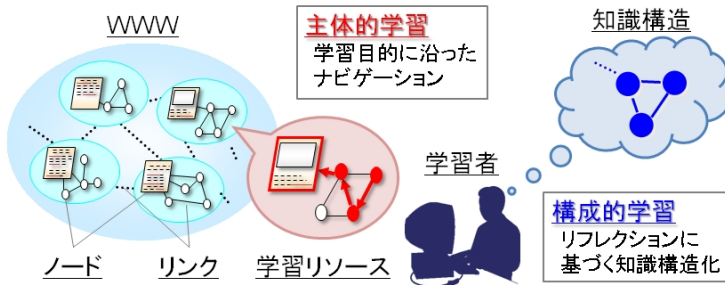 WWW
主体的学習
学習目的に沿った
ナビゲーション
知識構造
学習者
構成的学習
リフレクションに
基づく知識構造化
ノード
リンク
学習リソース